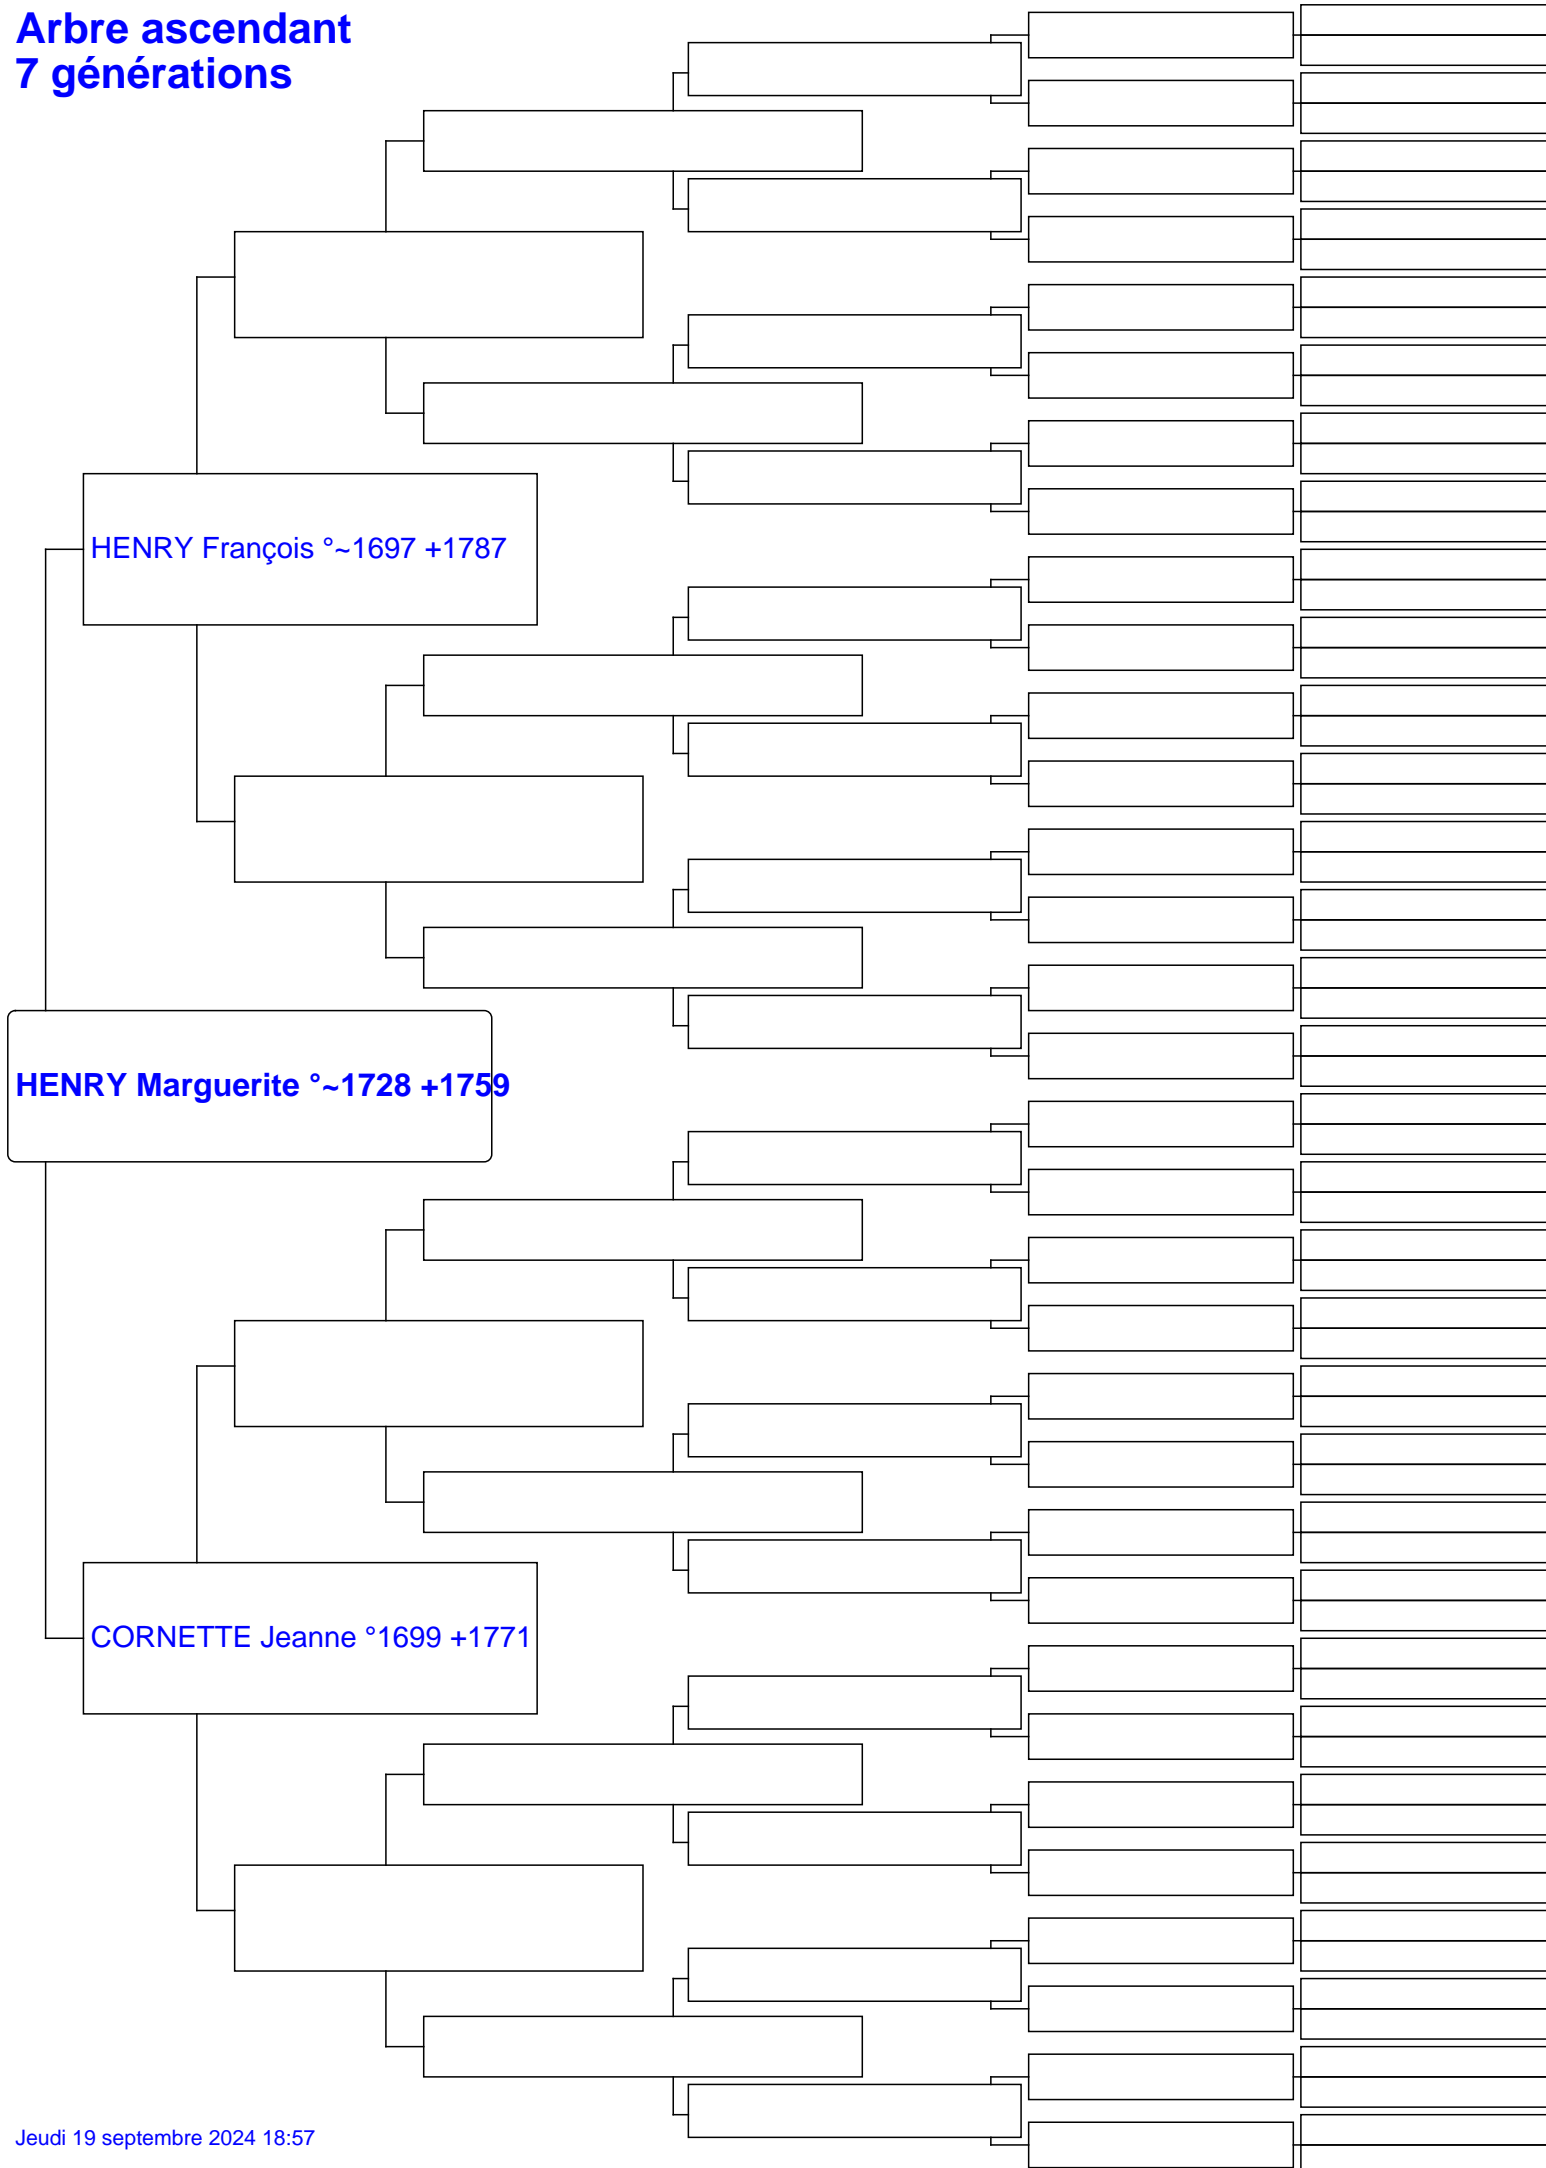 Arbre ascendant
7 générations
HENRY François °~1697 +1787
HENRY Marguerite °~1728 +1759
CORNETTE Jeanne °1699 +1771
Jeudi 19 septembre 2024 18:57